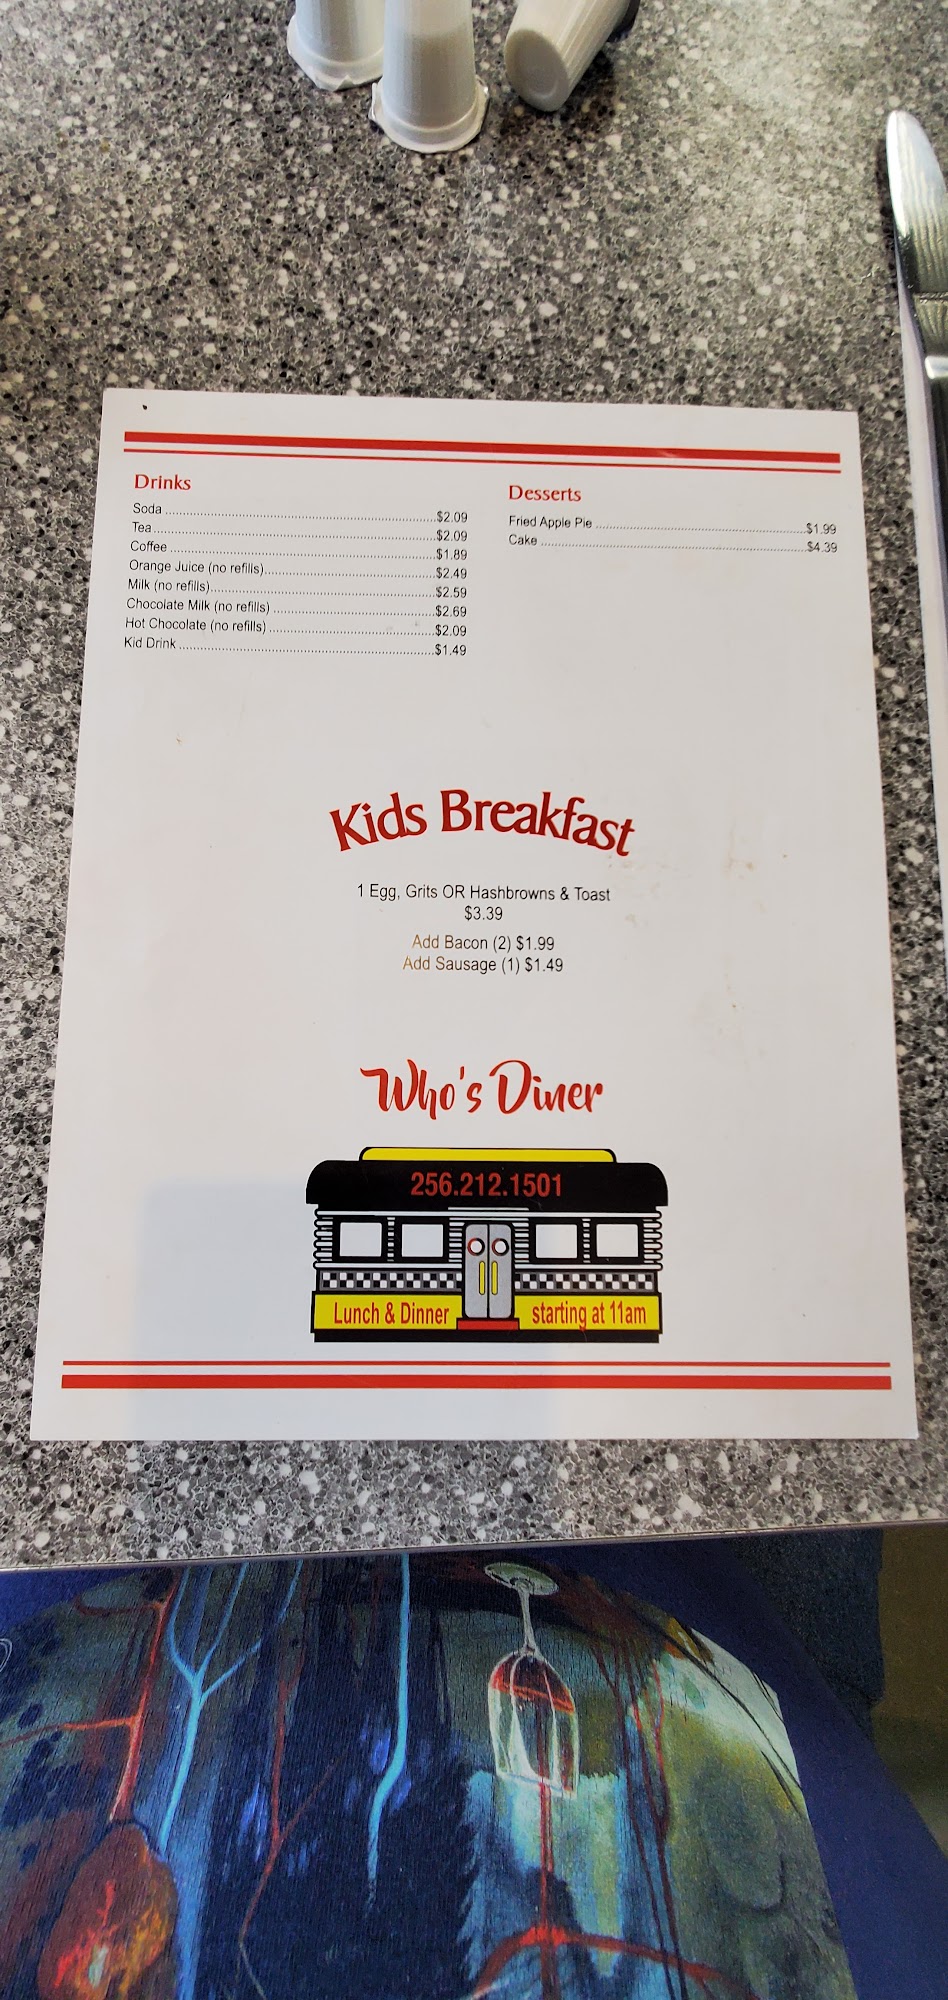 Drinks
Soda ........ $2.09
Tea ........ $2.09
Coffee ........ $1.89
Orange Juice (no refills) ........ $2.49
Milk (no refills) ........ $2.59
Chocolate Milk (no refills) ........ $2.69
Hot Chocolate (no refills) ........ $2.09
Kid Drink ........ $1.49
Desserts
Fried Apple Pie ........ $1.99
Cake ........ $4.39
Kids Breakfast
1 Egg, Grits OR Hashbrowns & Toast
$3.39
Add Bacon (2) $1.99
Add Sausage (1) $1.49
Who's Diner
256.212.1501
Lunch & Dinner starting at 11am